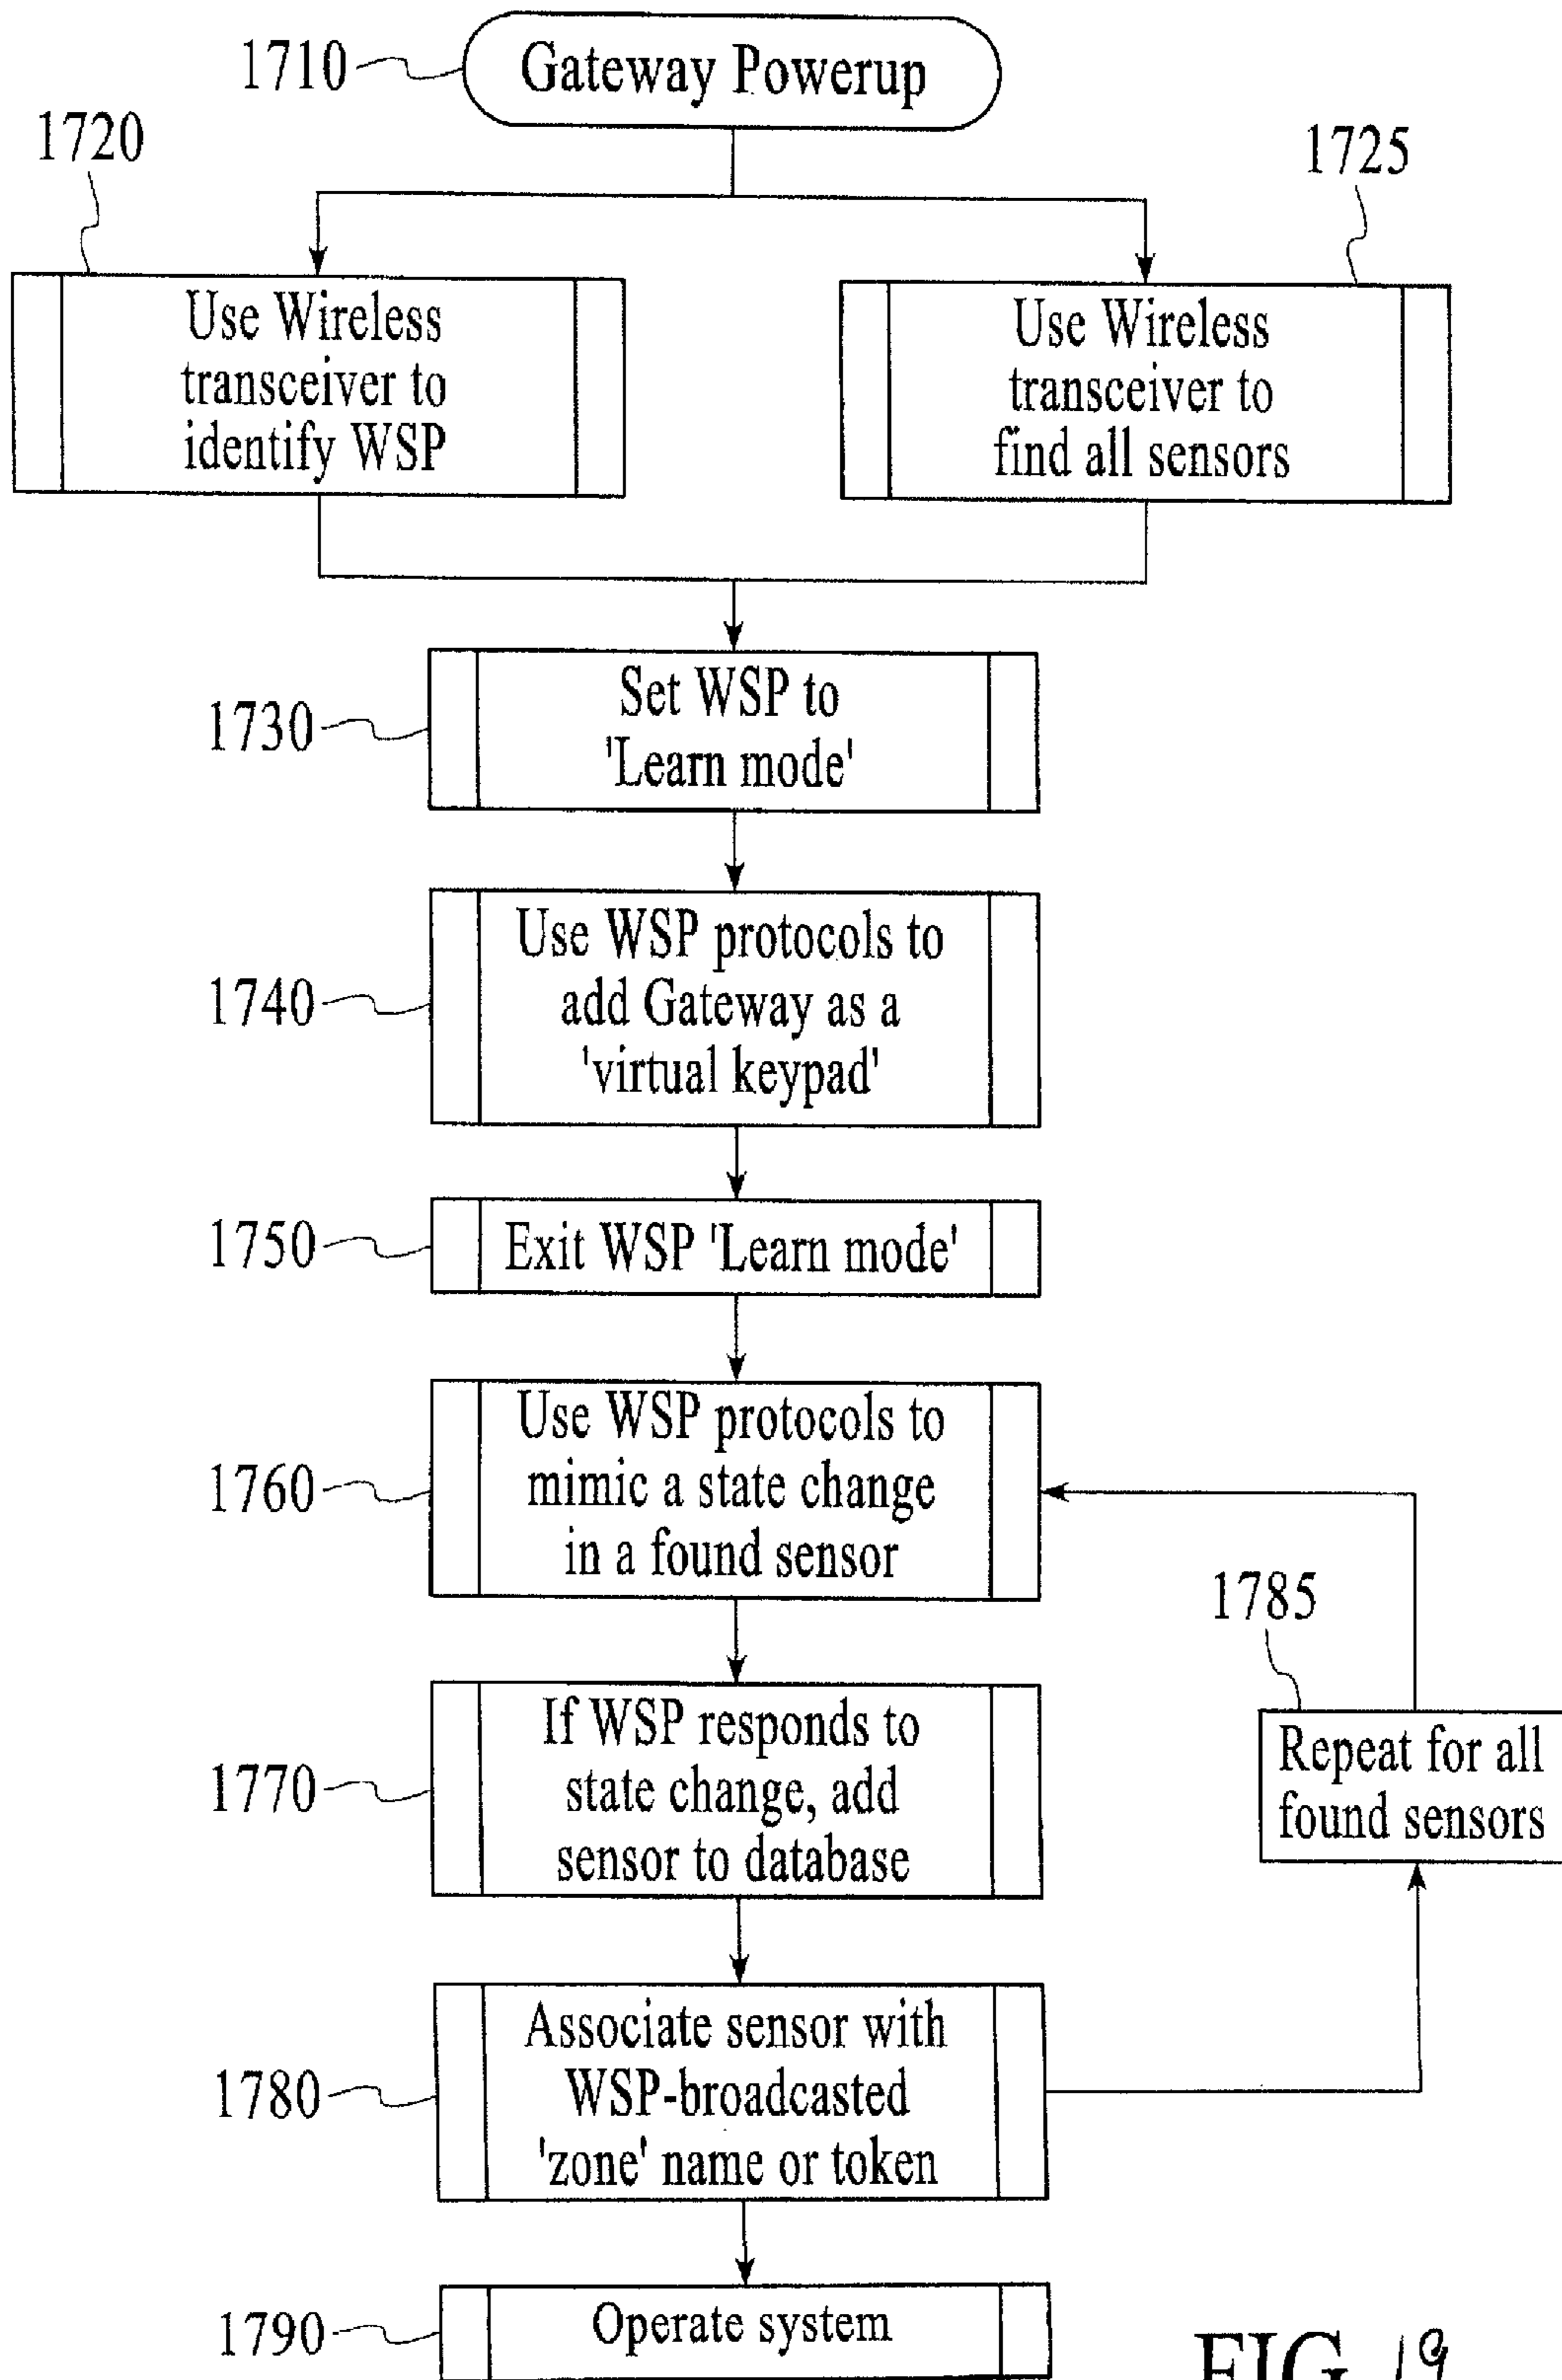 1710
Gateway Powerup
1720
1725
Use Wireless
transceiver to
identify WSP
Use Wireless
transceiver to
find all sensors
1730
Set WSP to
'Learn mode'
1740
Use WSP protocols to
add Gateway as a
'virtual keypad'
1750
Exit WSP 'Learn mode'
1760
Use WSP protocols to
mimic a state change
in a found sensor
1785
Repeat for all
found sensors
1770
If WSP responds to
state change, add
sensor to database
1780
Associate sensor with
WSP-broadcasted
'zone' name or token
1790
Operate system
FIG. 19